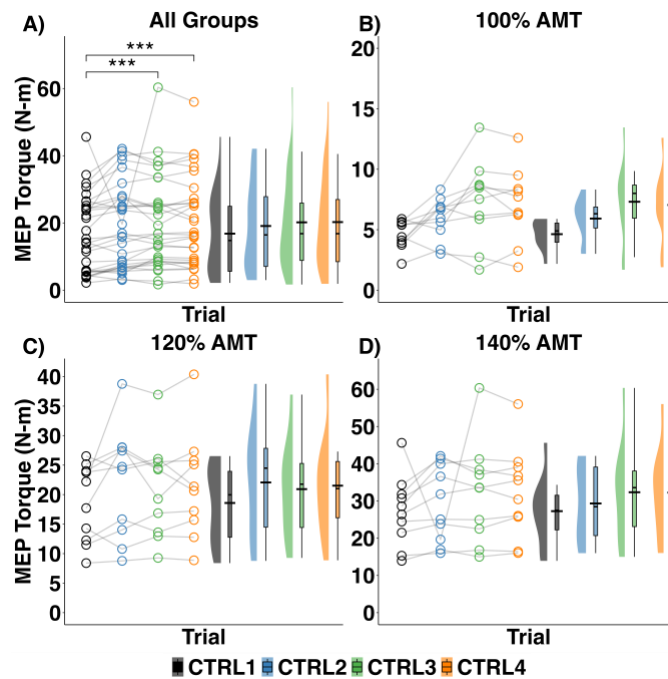 A) All Groups
MEP Torque (N-m)
60
40
20
0
***
***
Trial
B) 100% AMT
20
15
10
5
0
Trial
C) 120% AMT
MEP Torque (N-m)
40
35
30
25
20
15
10
5
0
Trial
D) 140% AMT
60
50
40
30
20
10
0
Trial
CTRL1 CTRL2 CTRL3 CTRL4